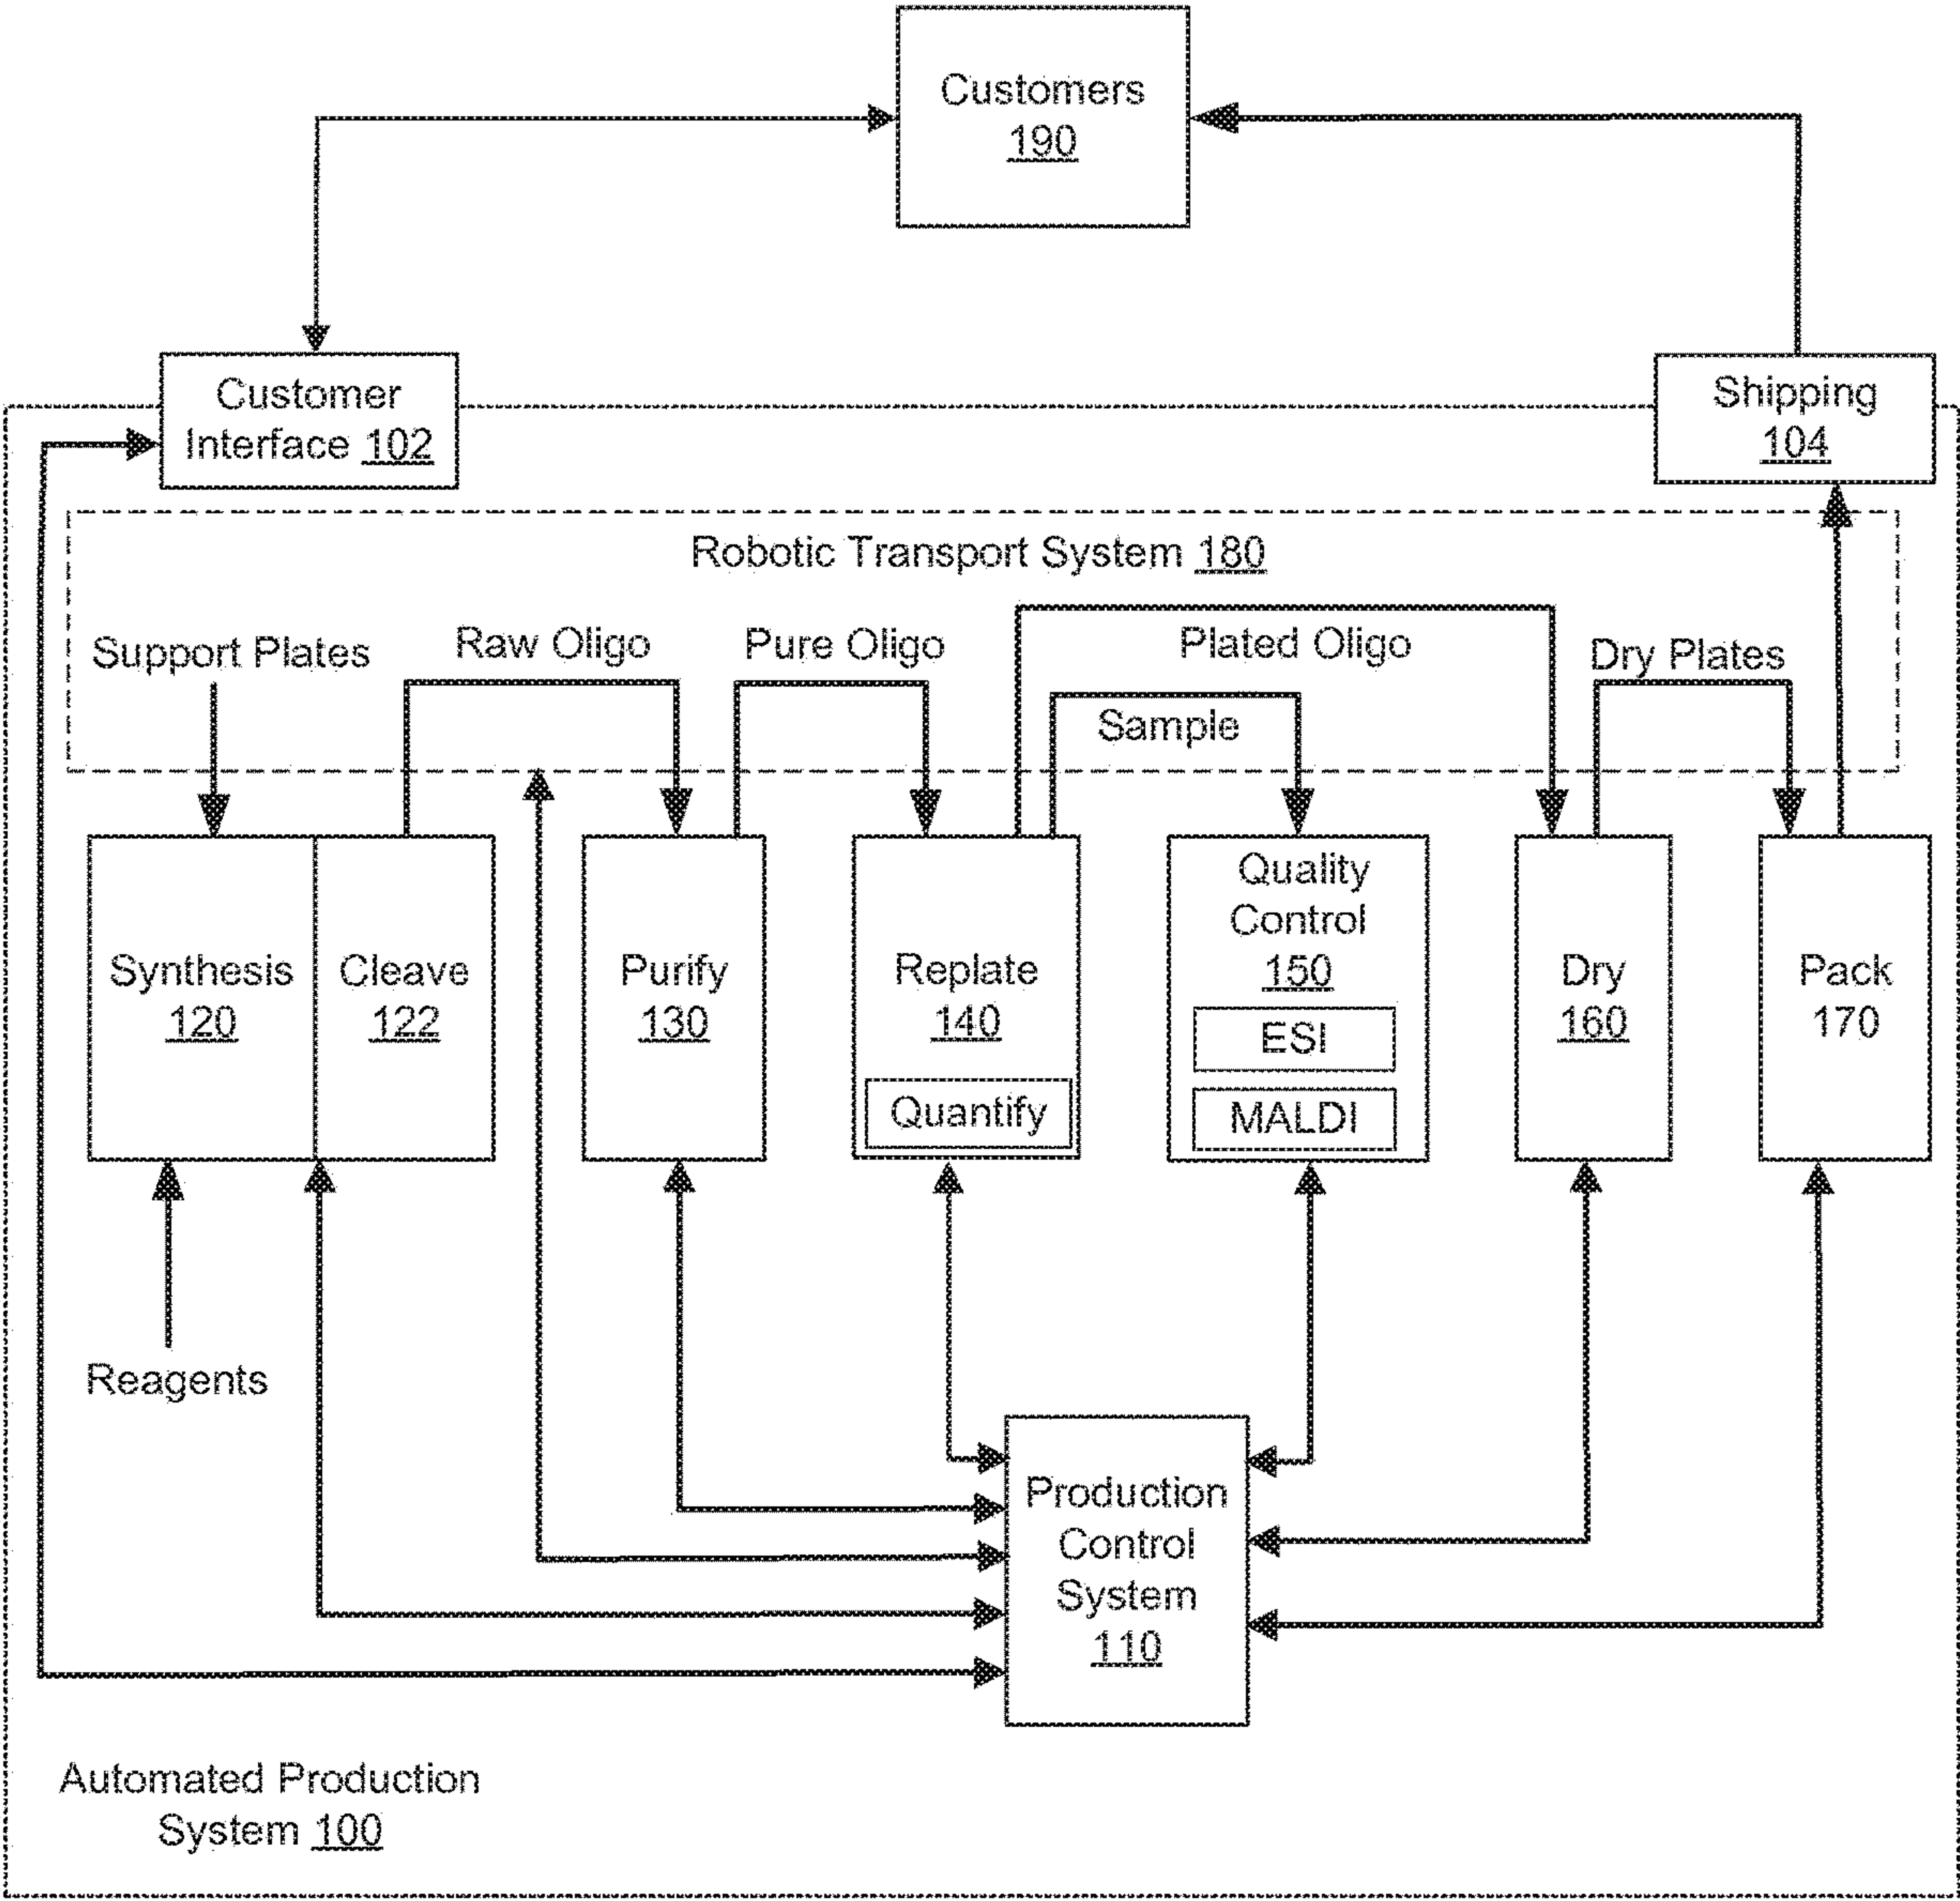 Customers
190
Customer
Interface 102
Shipping
104
Robotic Transport System 180
Support Plates
Raw Oligo
Pure Oligo
Plated Oligo
Dry Plates
Sample
Synthesis
120
Cleave
122
Purify
130
Replate
140
Quantify
Quality
Control
150
ESI
MALDI
Dry
160
Pack
170
Reagents
Production
Control
System
110
Automated Production
System 100